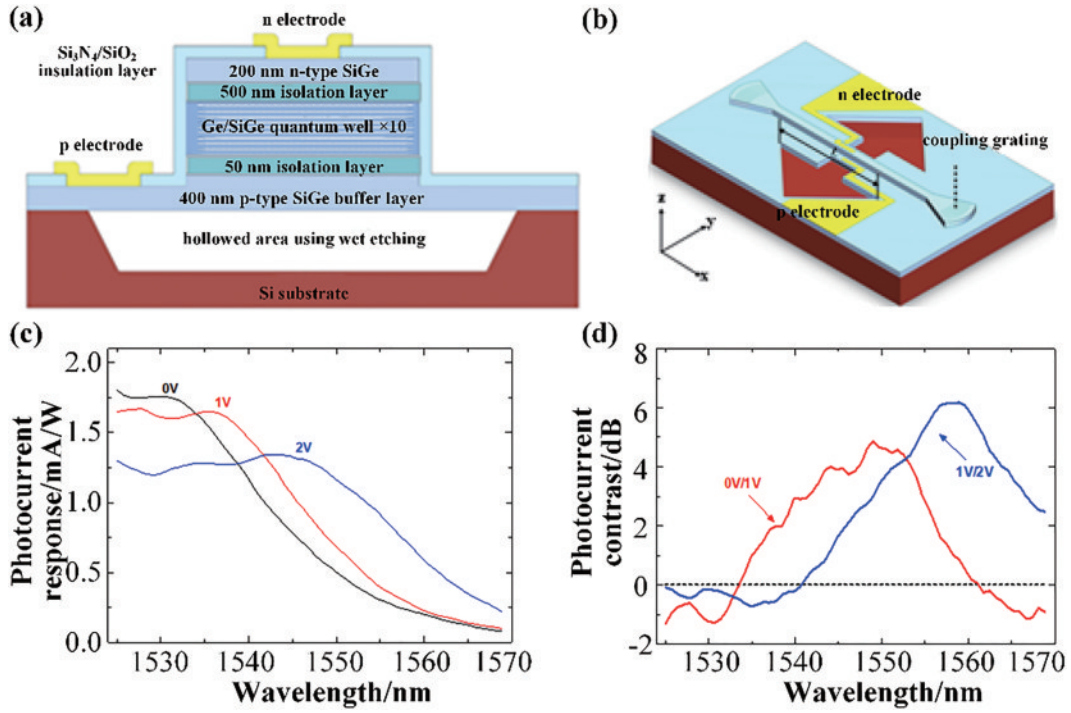 (a)
n electrode
Si₃N₄/SiO₂
insulation layer
200 nm n-type SiGe
500 nm isolation layer
Ge/SiGe quantum well ×10
p electrode
50 nm isolation layer
400 nm p-type SiGe buffer layer
hollowed area using wet etching
Si substrate
(b)
n electrode
coupling grating
p electrode
z
y
x
(c)
Photocurrent
response/mA/W
2.0
1.5
1.0
0.5
0.0
0V
1V
2V
1530 1540 1550 1560 1570
Wavelength/nm
(d)
Photocurrent
contrast/dB
8
6
4
2
0
-2
0V/1V
1V/2V
1530 1540 1550 1560 1570
Wavelength/nm